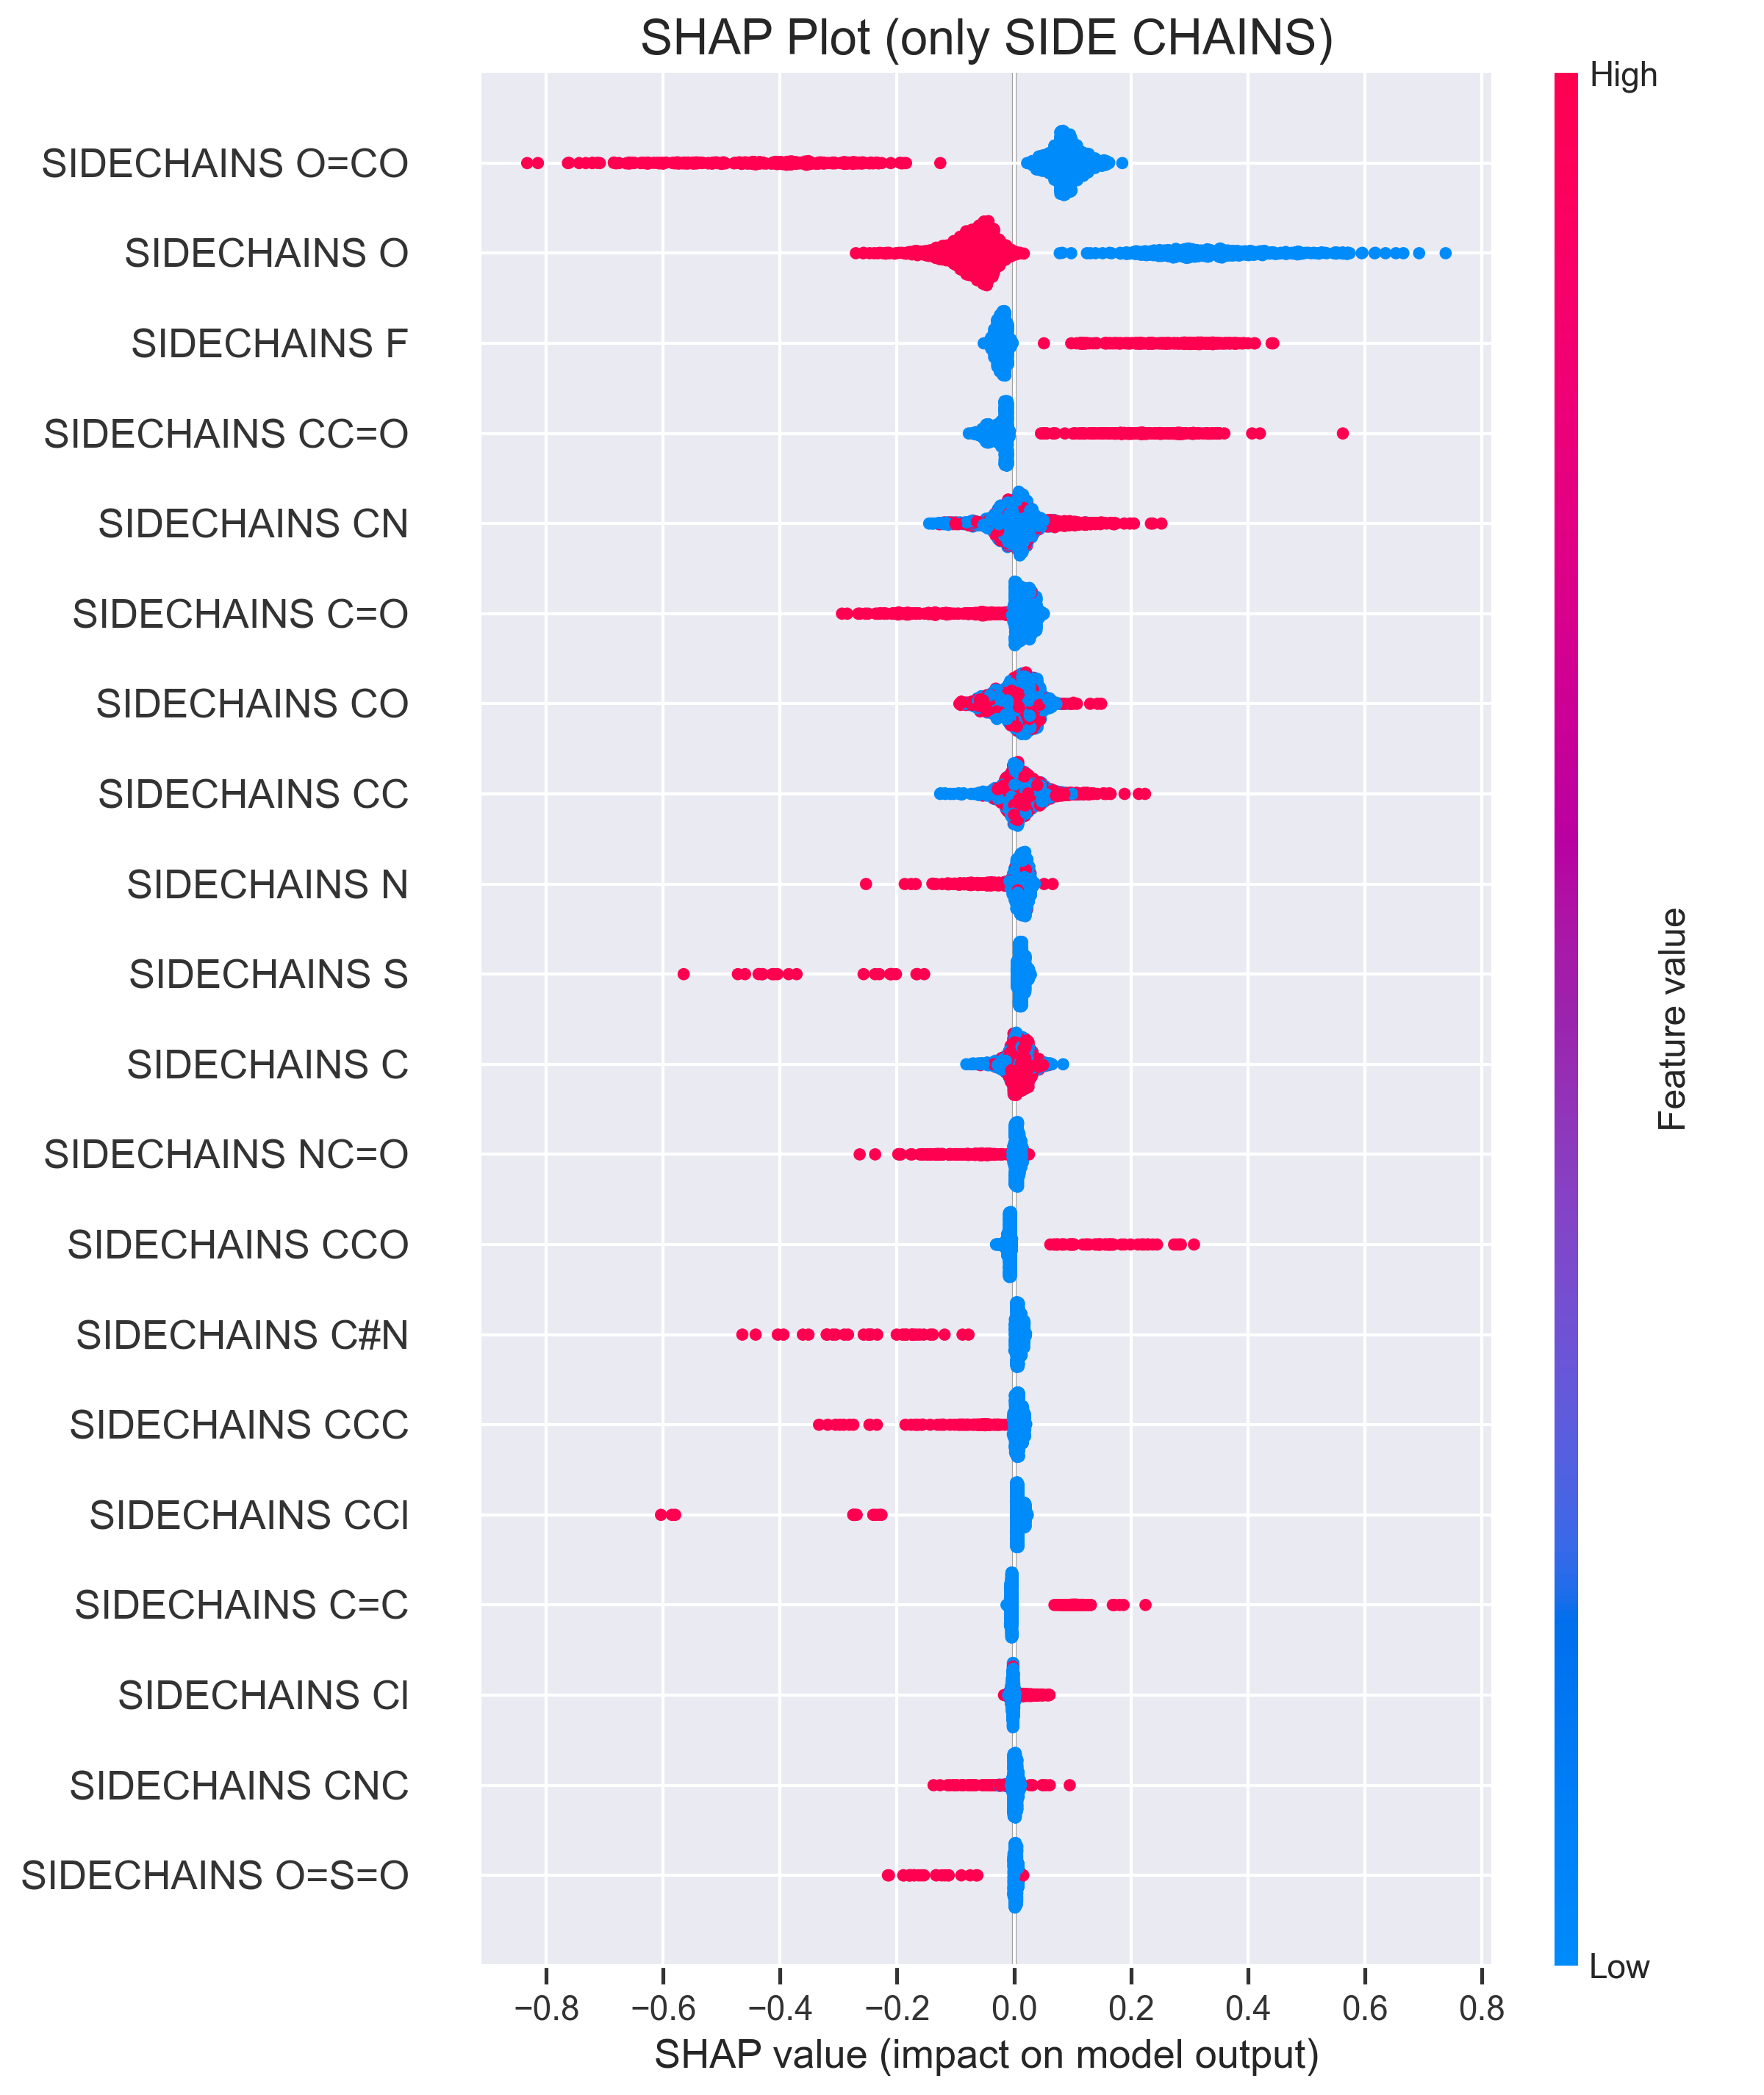 SHAP Plot (only SIDE CHAINS)
High
SIDECHAINS O=CO
SIDECHAINS O
SIDECHAINS F
SIDECHAINS CC=O
SIDECHAINS CN
SIDECHAINS C=O
SIDECHAINS CO
SIDECHAINS CC
SIDECHAINS N
SIDECHAINS S
SIDECHAINS C
SIDECHAINS NC=O
SIDECHAINS CCO
SIDECHAINS C#N
SIDECHAINS CCC
SIDECHAINS CCl
SIDECHAINS C=C
SIDECHAINS Cl
SIDECHAINS CNC
SIDECHAINS O=S=O
Feature value
Low
−0.8 −0.6 −0.4 −0.2 0.0 0.2 0.4 0.6 0.8
SHAP value (impact on model output)